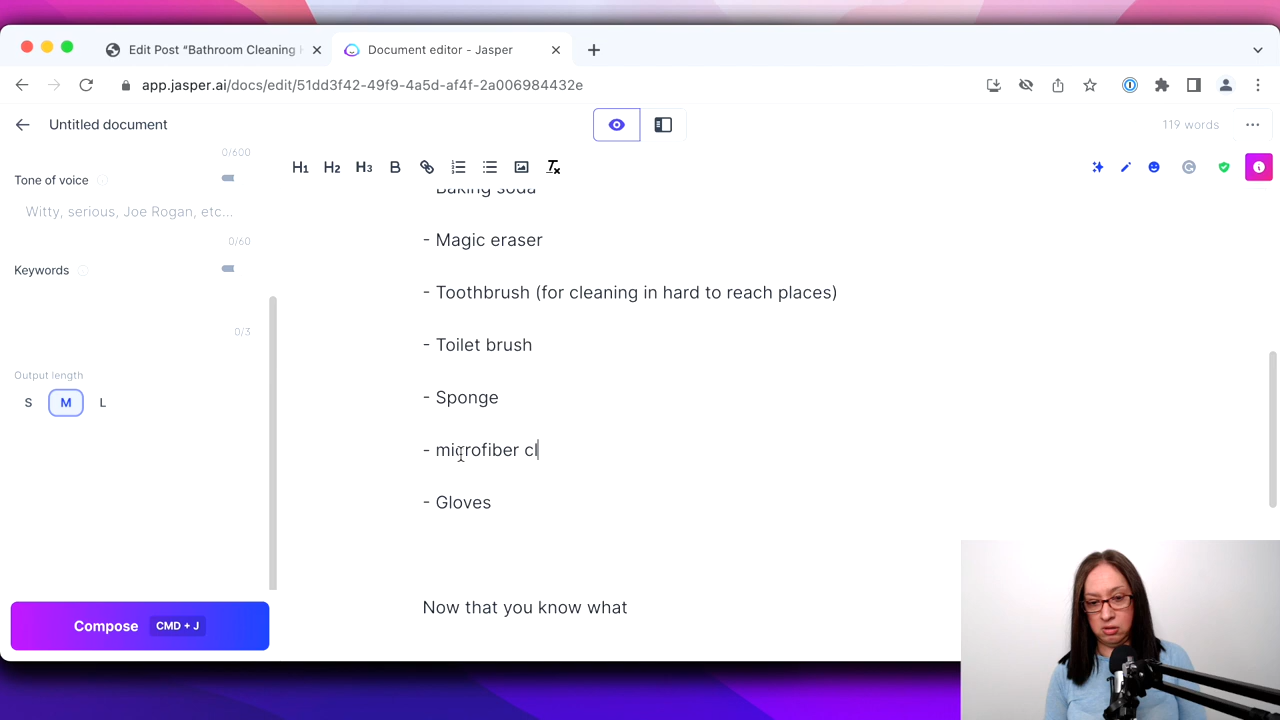 Edit Post “Bathroom Cleaning
Document editor - Jasper
app.jasper.ai/docs/edit/51dd3f42-49f9-4a5d-af4f-2a006984432e
Untitled document
119 words
0/600
Tone of voice
Witty, serious, Joe Rogan, etc...
0/60
Keywords
0/3
Output length
S M L
Compose CMD + J
H1 H2 H3 B
- Baking soda
- Magic eraser
- Toothbrush (for cleaning in hard to reach places)
- Toilet brush
- Sponge
- microfiber cl
- Gloves
Now that you know what